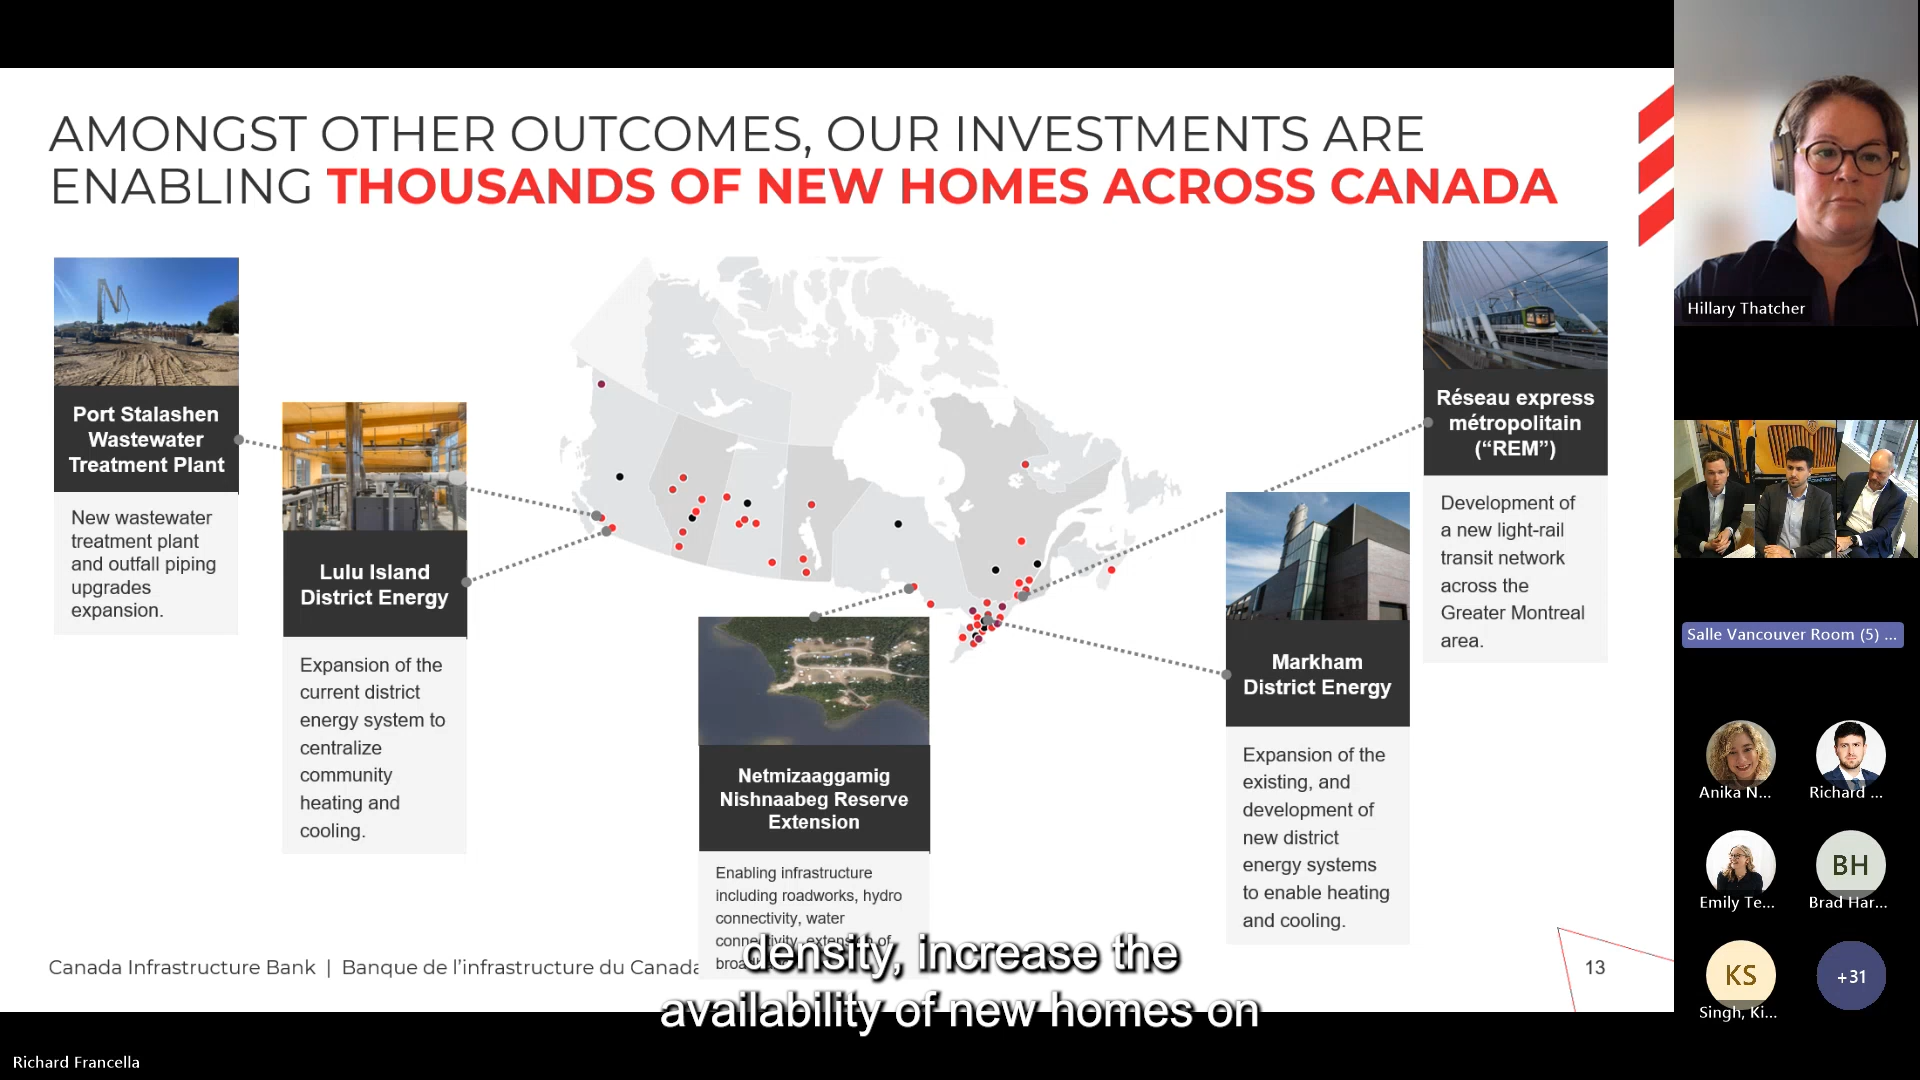 AMONGST OTHER OUTCOMES, OUR INVESTMENTS ARE
ENABLING THOUSANDS OF NEW HOMES ACROSS CANADA
Port Stalashen
Wastewater
Treatment Plant
New wastewater
treatment plant
and outfall piping
upgrades
expansion.
Lulu Island
District Energy
Expansion of the
current district
energy system to
centralize
community
heating and
cooling.
Netmizaaggamig
Nishnaabeg Reserve
Extension
Enabling infrastructure
including roadworks, hydro
connectivity, water
connectivity, extension of
Markham
District Energy
Expansion of the
existing, and
development of
new district
energy systems
to enable heating
and cooling.
Réseau express
métropolitain
(“REM”)
Development of
a new light-rail
transit network
across the
Greater Montreal
area.
Canada Infrastructure Bank | Banque de l’infrastructure du Canada
13
density, increase the
availability of new homes on
Richard Francella
Hillary Thatcher
Salle Vancouver Room (5) ...
Anika N...
Richard ...
Emily Te...
BH
Brad Har...
KS
Singh, Ki...
+31